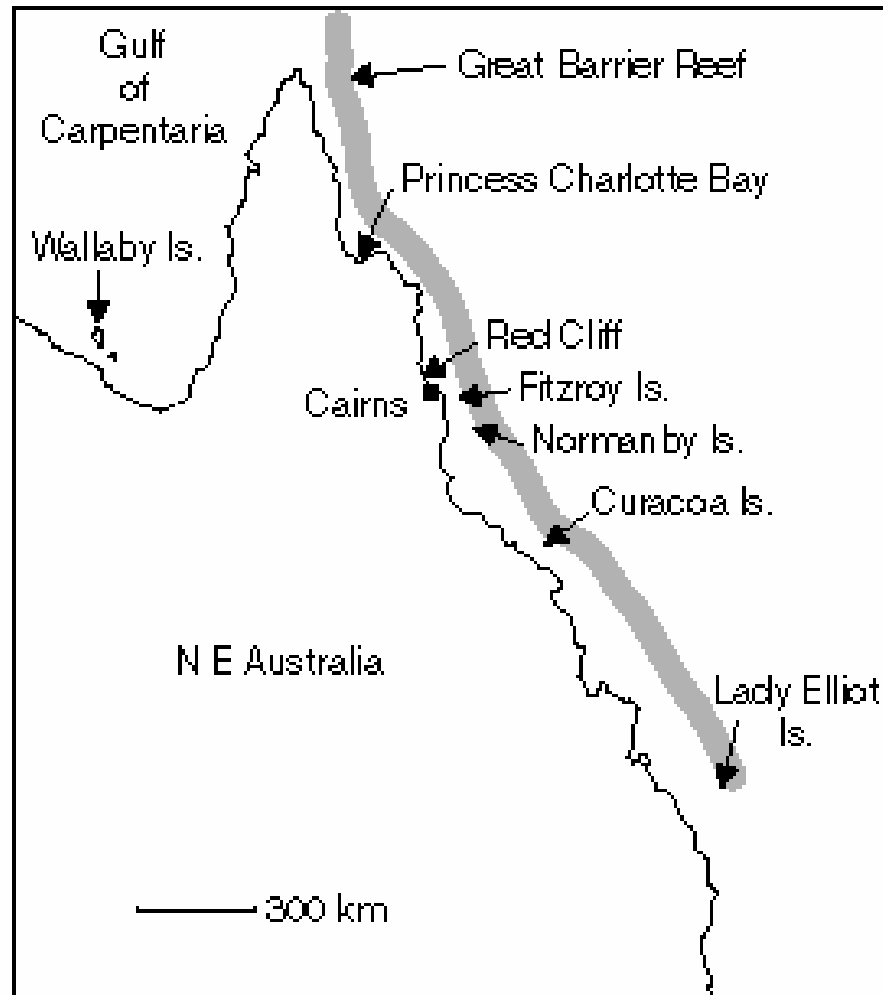 Gulf
of
Carpentaria
Great Barrier Reef
Princess Charlotte Bay
Wallaby Is.
Red Cliff
Cairns
Fitzroy Is.
Normanby Is.
Curacoa Is.
N E Australia
Lady Elliot
Is.
300 km